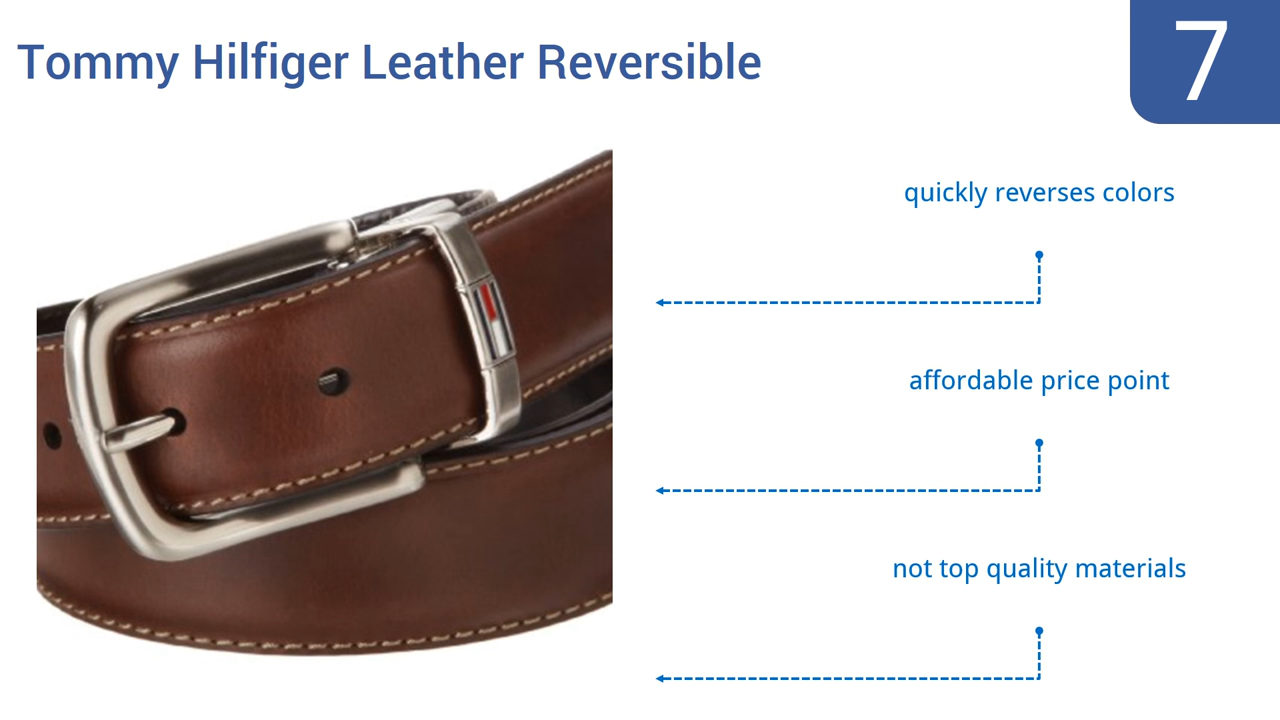 Tommy Hilfiger Leather Reversible
7
quickly reverses colors
affordable price point
not top quality materials